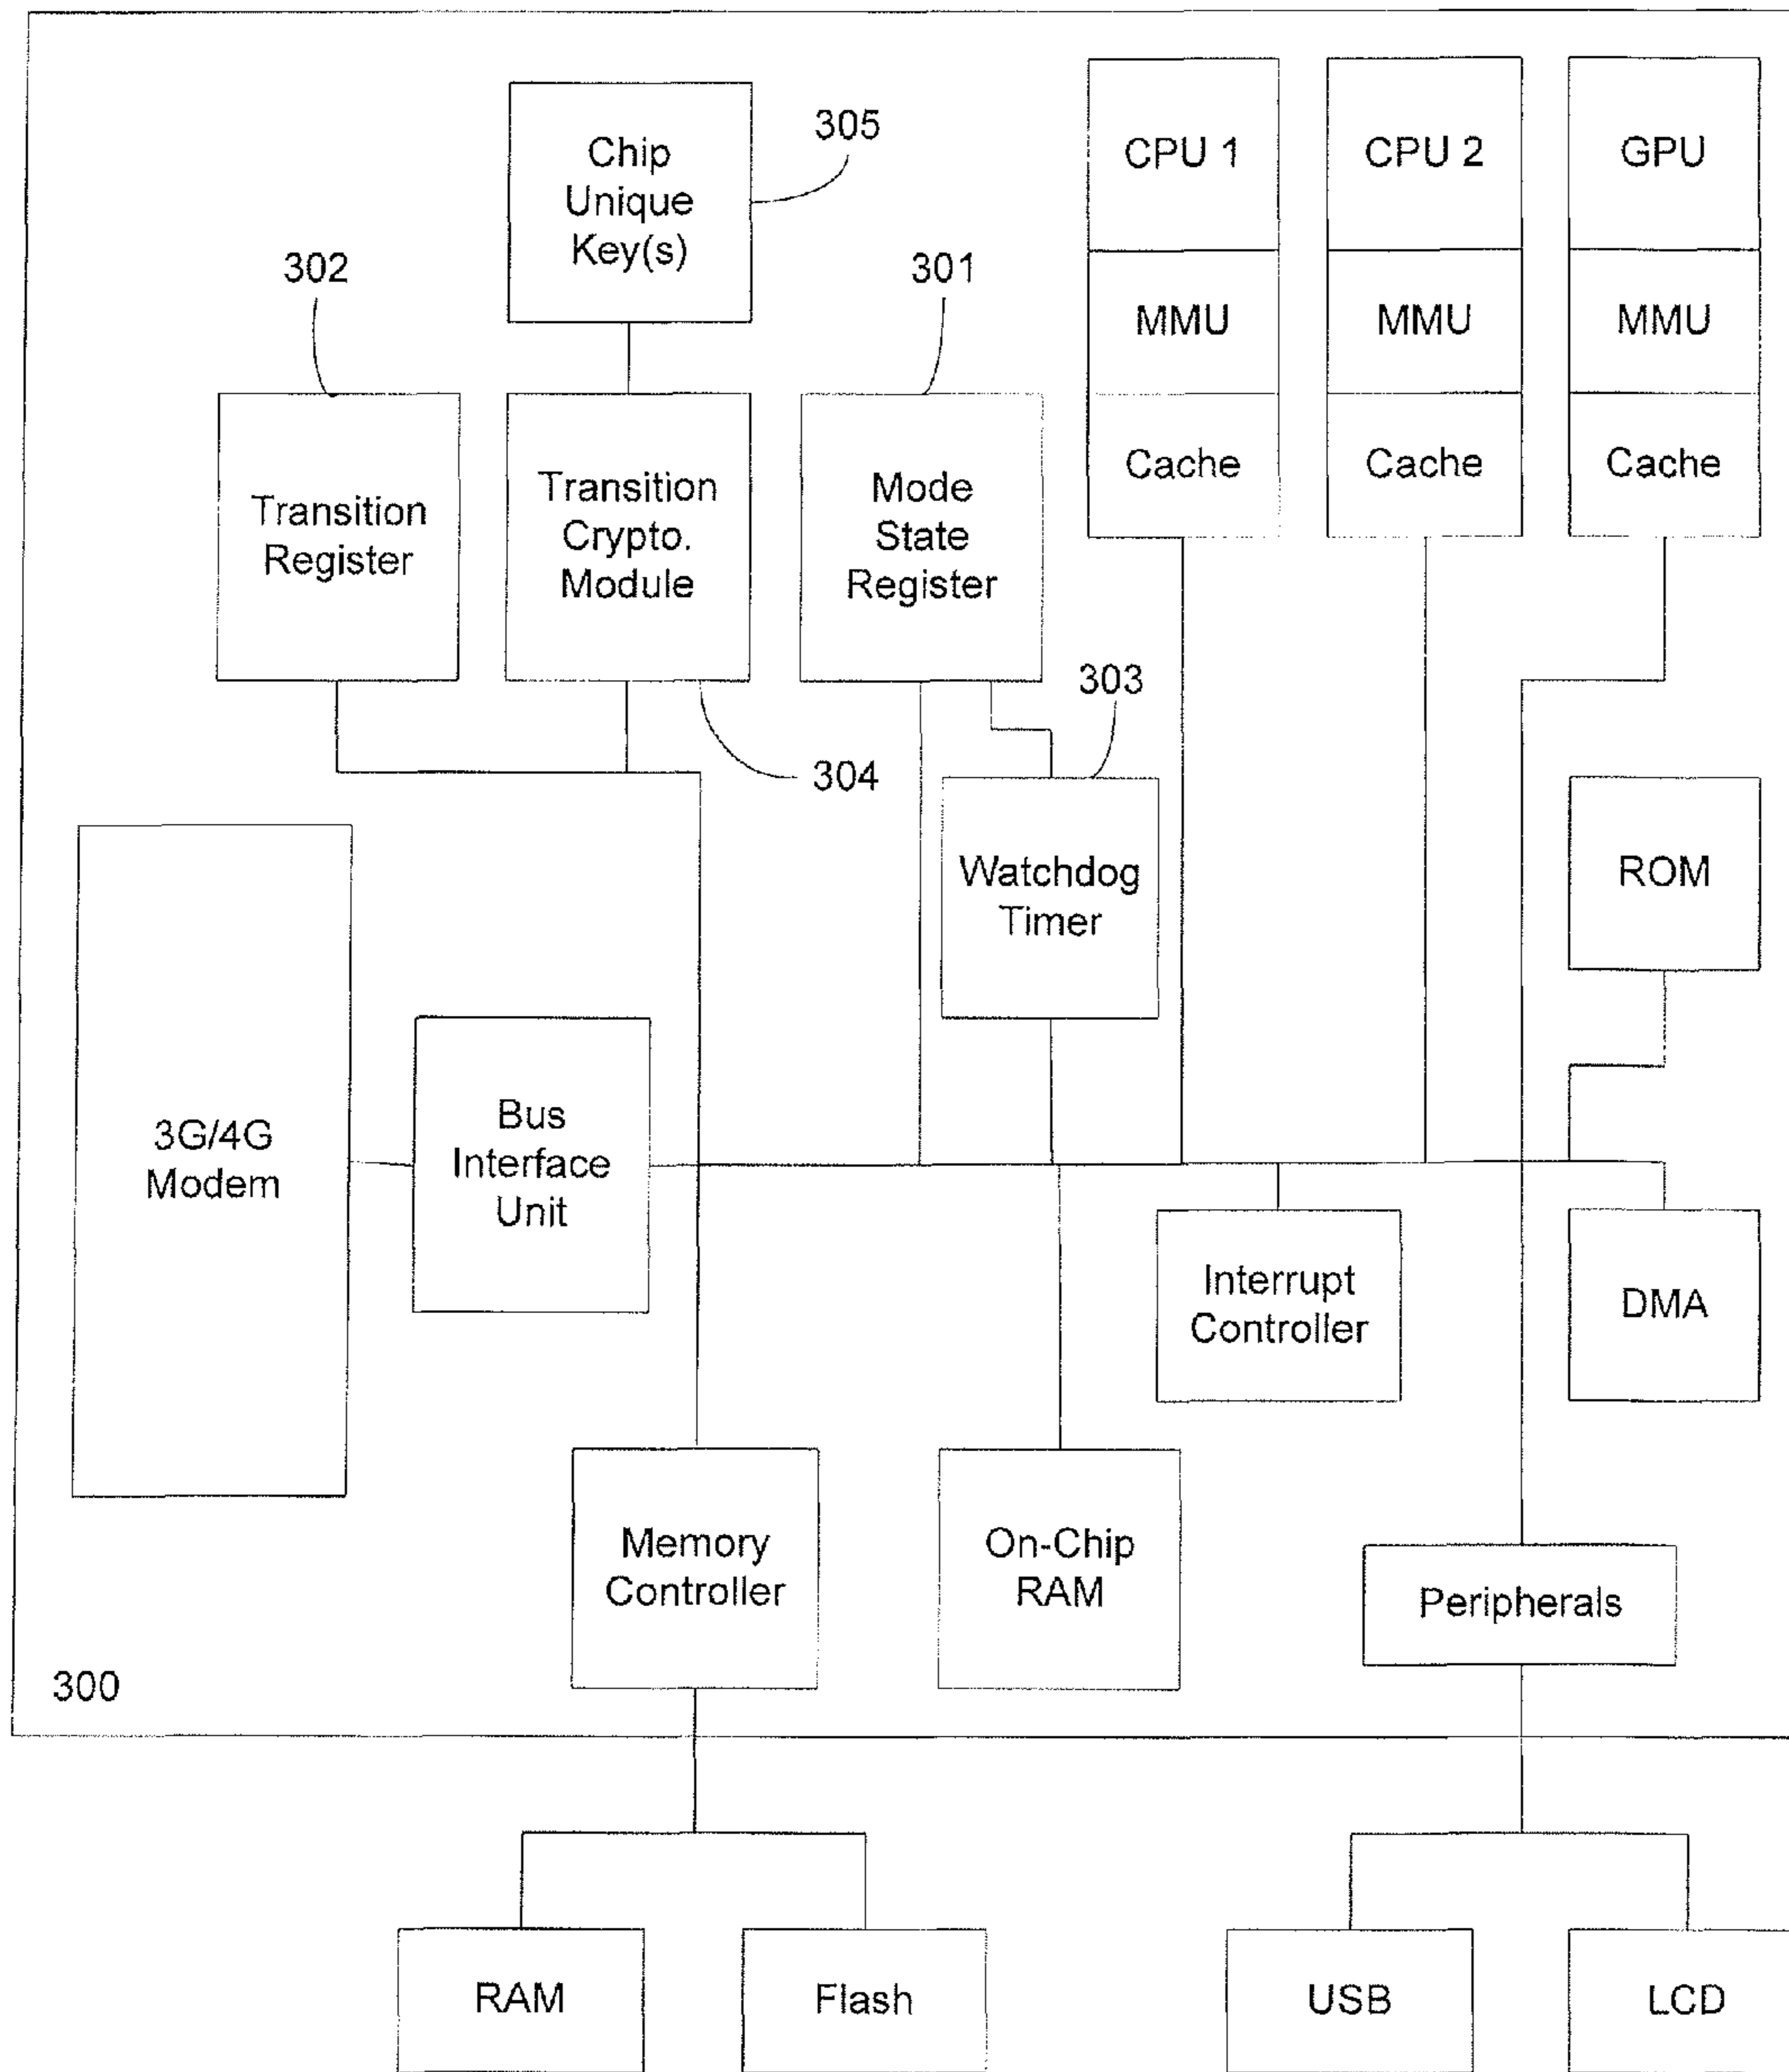 305
Chip
Unique
Key(s)
CPU 1
CPU 2
GPU
302
301
MMU
MMU
MMU
Transition
Register
Transition
Crypto.
Module
Mode
State
Register
Cache
Cache
Cache
303
304
Watchdog
Timer
ROM
3G/4G
Modem
Bus
Interface
Unit
Interrupt
Controller
DMA
Memory
Controller
On-Chip
RAM
Peripherals
300
RAM
Flash
USB
LCD